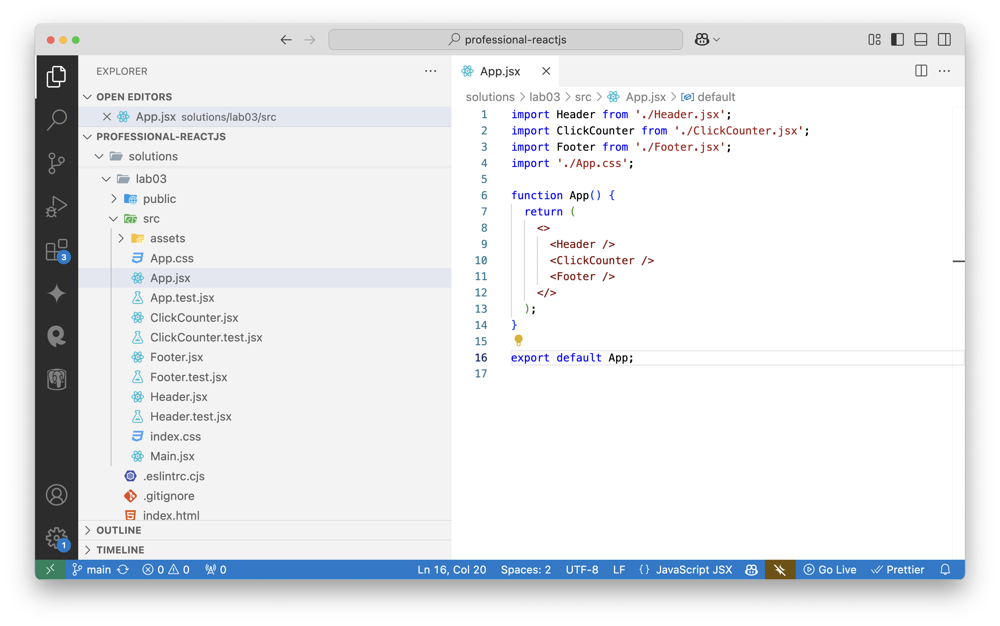 professional-reactjs
EXPLORER
OPEN EDITORS
App.jsx solutions/lab03/src
PROFESSIONAL-REACTJS
solutions
lab03
public
src
assets
App.css
App.jsx
App.test.jsx
ClickCounter.jsx
ClickCounter.test.jsx
Footer.jsx
Footer.test.jsx
Header.jsx
Header.test.jsx
index.css
Main.jsx
.eslintrc.cjs
.gitignore
index.html
OUTLINE
TIMELINE
3
1
App.jsx
solutions > lab03 > src > App.jsx > default
1 import Header from './Header.jsx';
2 import ClickCounter from './ClickCounter.jsx';
3 import Footer from './Footer.jsx';
4 import './App.css';
5
6 function App() {
7   return (
8     <>
9       <Header />
10       <ClickCounter />
11       <Footer />
12     </>
13   );
14 }
15
16 export default App;
17
main 0 0 0 Ln 16, Col 20 Spaces: 2 UTF-8 LF {} JavaScript JSX Go Live Prettier